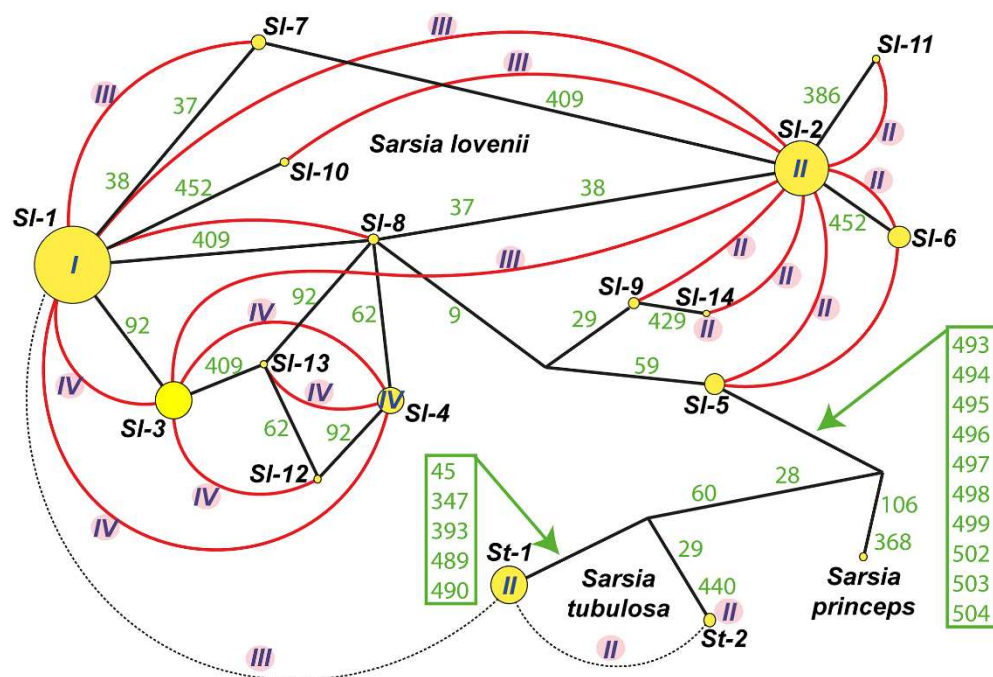 Sl-7
III
III
Sl-11
III
37
409
386
Sl-2
Sarsia lovenii
II
Sl-10
II
II
38
452
37
38
452
Sl-1
409
Sl-8
Sl-6
I
III
II
92
92
62
9
Sl-9
Sl-14
II
IV
29
429
II
II
493
494
495
496
497
498
499
502
503
504
409
Sl-13
59
IV
IV
IV
Sl-4
Sl-5
Sl-3
62
92
Sl-12
IV
IV
45
347
393
489
490
28
60
106
St-1
29
368
II
Sarsia
tubulosa
440
II
St-2
Sarsia
princeps
III
II